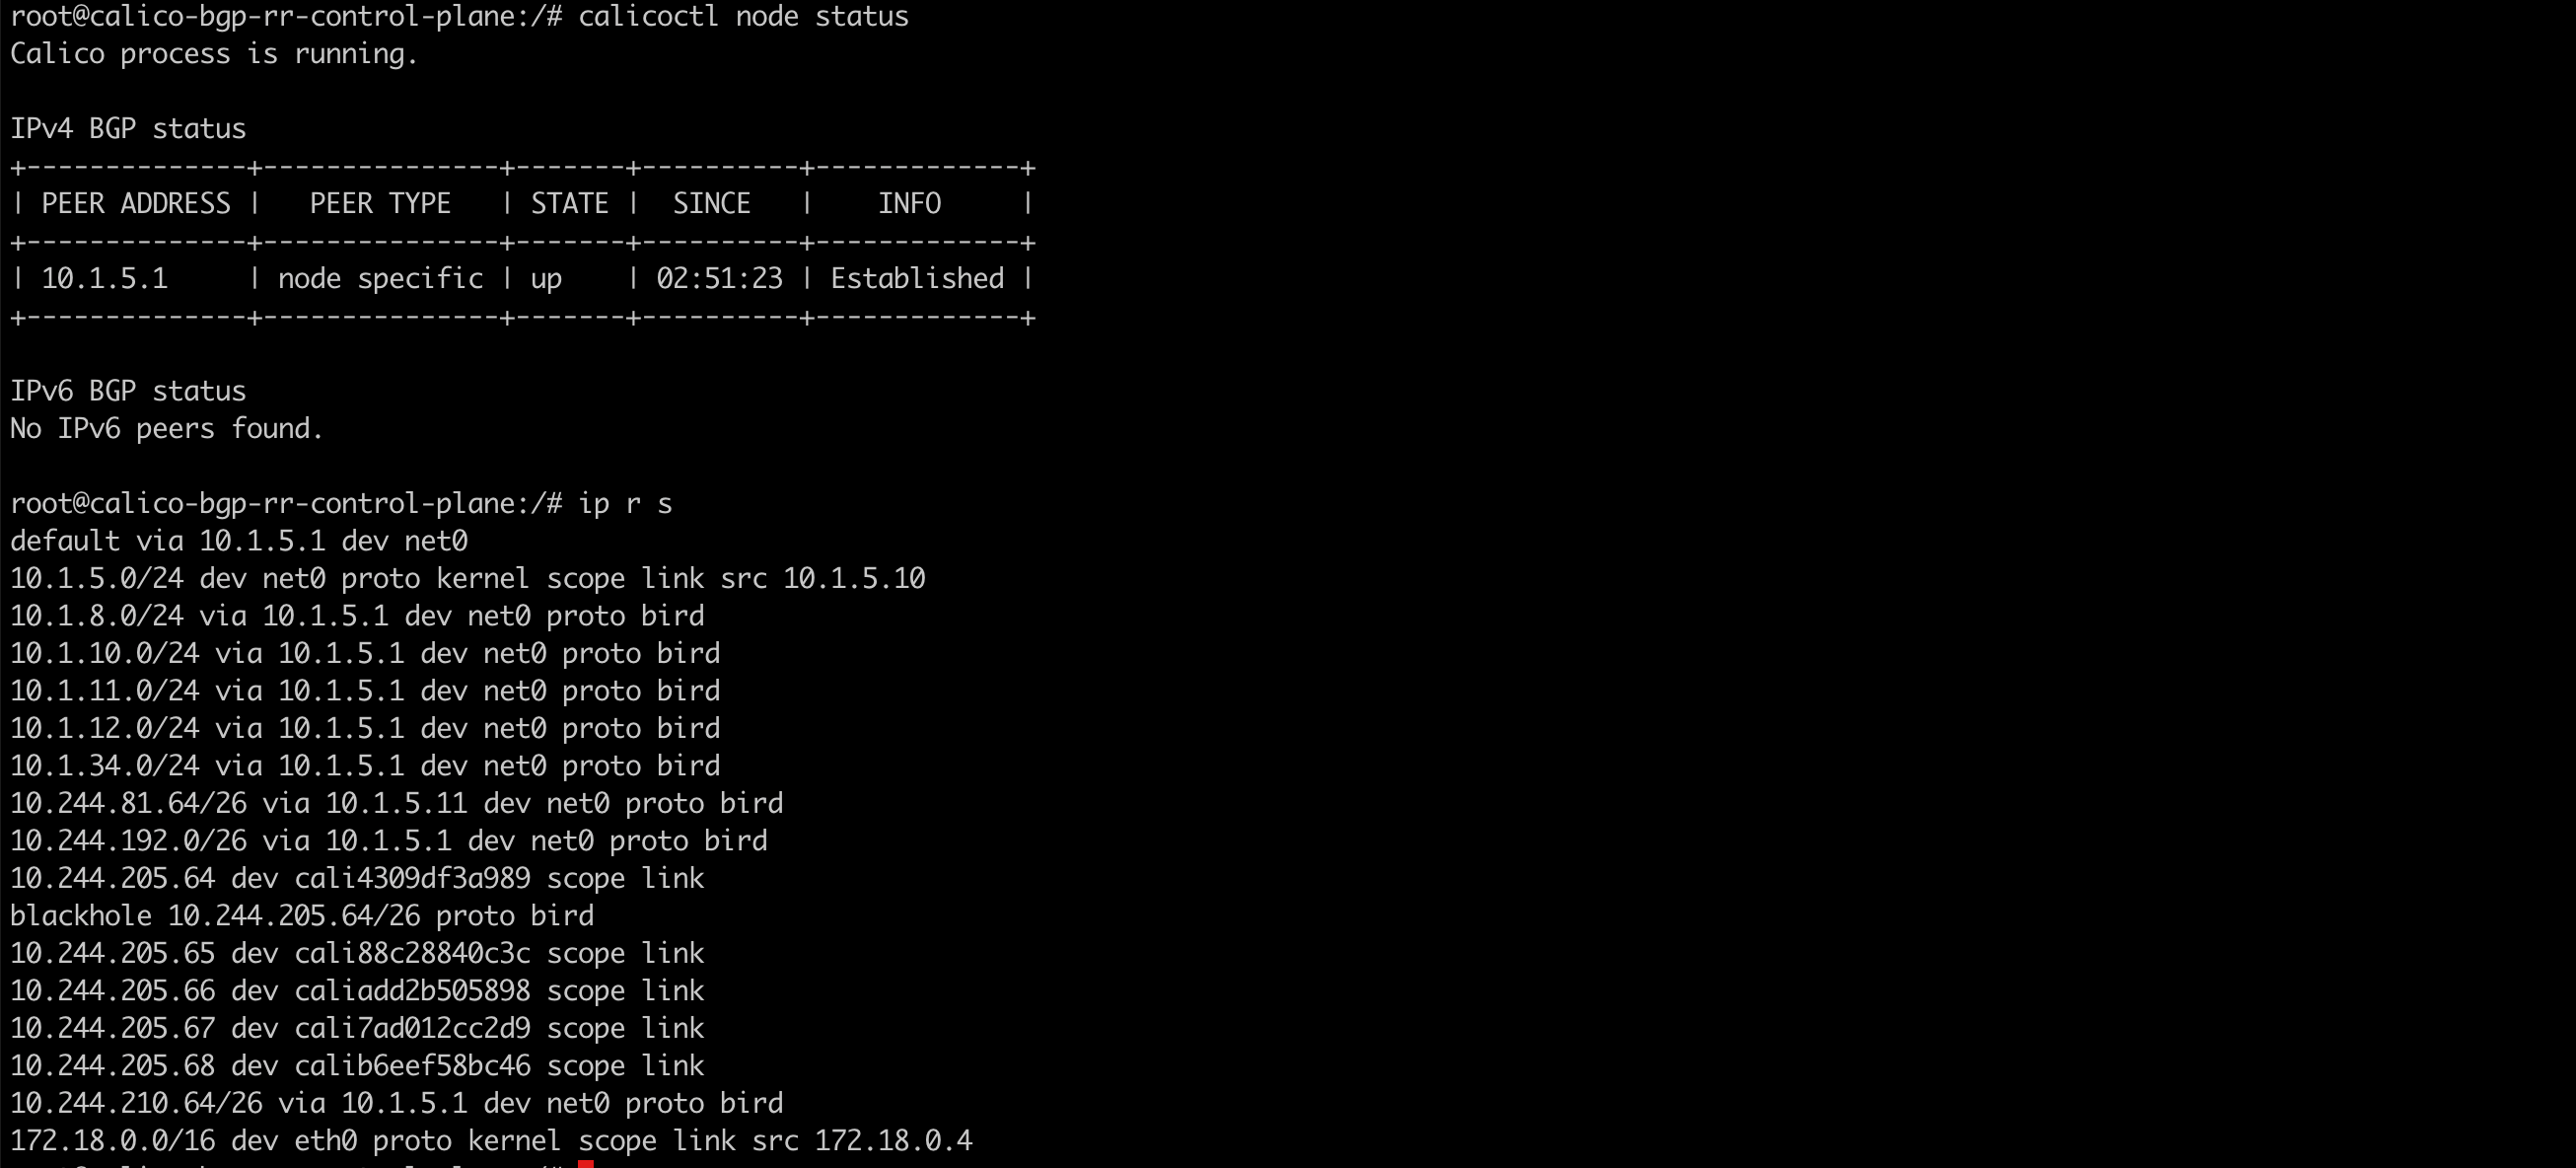 root@calico-bgp-rr-control-plane:/# calicoctl node status
Calico process is running.

IPv4 BGP status
+--------------+---------------+-------+----------+-------------+
| PEER ADDRESS |   PEER TYPE   | STATE |  SINCE   |    INFO     |
+--------------+---------------+-------+----------+-------------+
| 10.1.5.1     | node specific | up    | 02:51:23 | Established |
+--------------+---------------+-------+----------+-------------+

IPv6 BGP status
No IPv6 peers found.

root@calico-bgp-rr-control-plane:/# ip r s
default via 10.1.5.1 dev net0
10.1.5.0/24 dev net0 proto kernel scope link src 10.1.5.10
10.1.8.0/24 via 10.1.5.1 dev net0 proto bird
10.1.10.0/24 via 10.1.5.1 dev net0 proto bird
10.1.11.0/24 via 10.1.5.1 dev net0 proto bird
10.1.12.0/24 via 10.1.5.1 dev net0 proto bird
10.1.34.0/24 via 10.1.5.1 dev net0 proto bird
10.244.81.64/26 via 10.1.5.11 dev net0 proto bird
10.244.192.0/26 via 10.1.5.1 dev net0 proto bird
10.244.205.64 dev cali4309df3a989 scope link
blackhole 10.244.205.64/26 proto bird
10.244.205.65 dev cali88c28840c3c scope link
10.244.205.66 dev caliadd2b505898 scope link
10.244.205.67 dev cali7ad012cc2d9 scope link
10.244.205.68 dev calib6eef58bc46 scope link
10.244.210.64/26 via 10.1.5.1 dev net0 proto bird
172.18.0.0/16 dev eth0 proto kernel scope link src 172.18.0.4